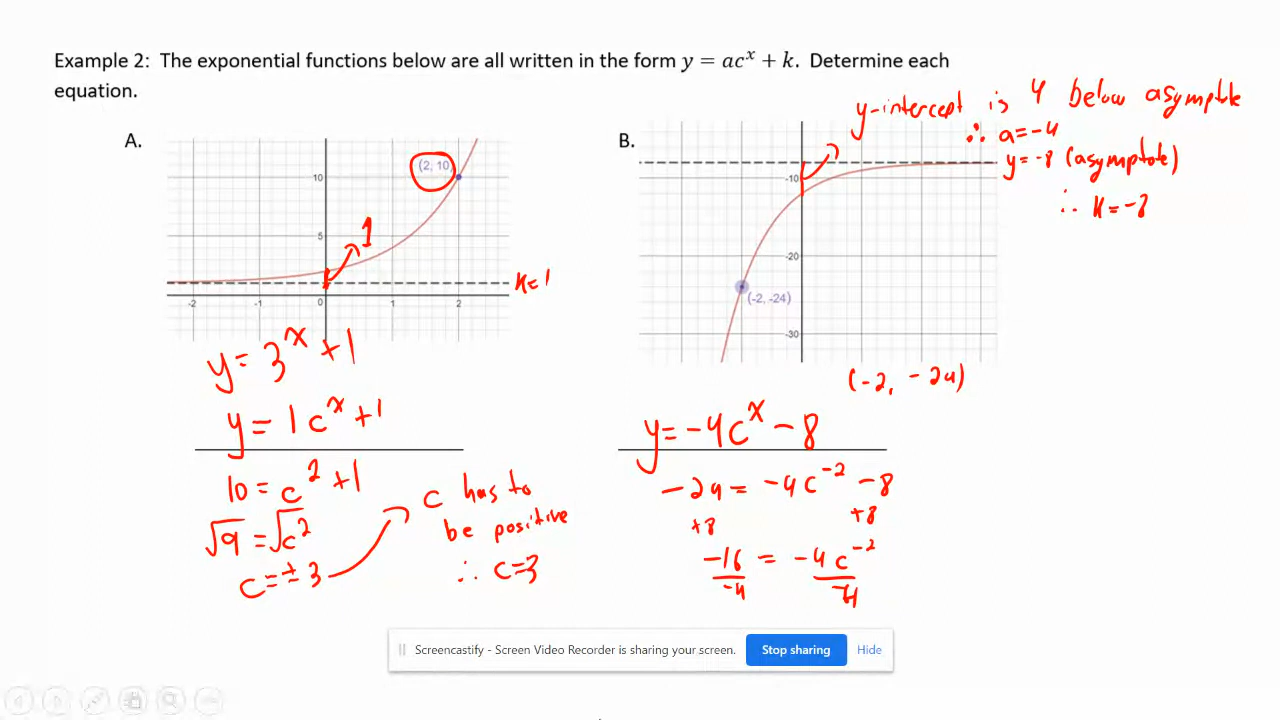 Example 2: The exponential functions below are all written in the form y = ac^x + k. Determine each
equation.
A.
(2, 10)
10
5
-2
-1
0
1
2
1
k=1
y=3^x+1
y=1c^x+1
10=c^2+1
√9=√c^2
c=±3
c has to
be positive
∴ c=3
B.
y-intercept is 4 below asymptote
∴ a=-4
y=-8 (asymptote)
∴ k=-8
-10
-20
-30
(-2, -24)
(-2, -24)
y=-4c^x-8
-24=-4c^-2-8
+8 +8
-16 = -4c^-2
-4 -4
Screencastify - Screen Video Recorder is sharing your screen.
Stop sharing
Hide